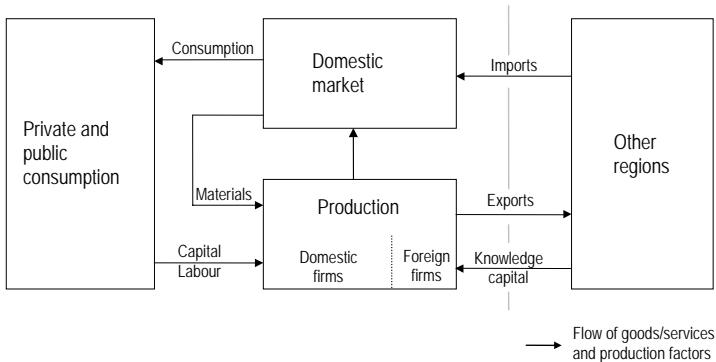 Consumption
Domestic
market
Imports
Private and
public
consumption
Other
regions
Materials
Production
Exports
Capital
Labour
Domestic
firms
Foreign
firms
Knowledge
capital
Flow of goods/services
and production factors